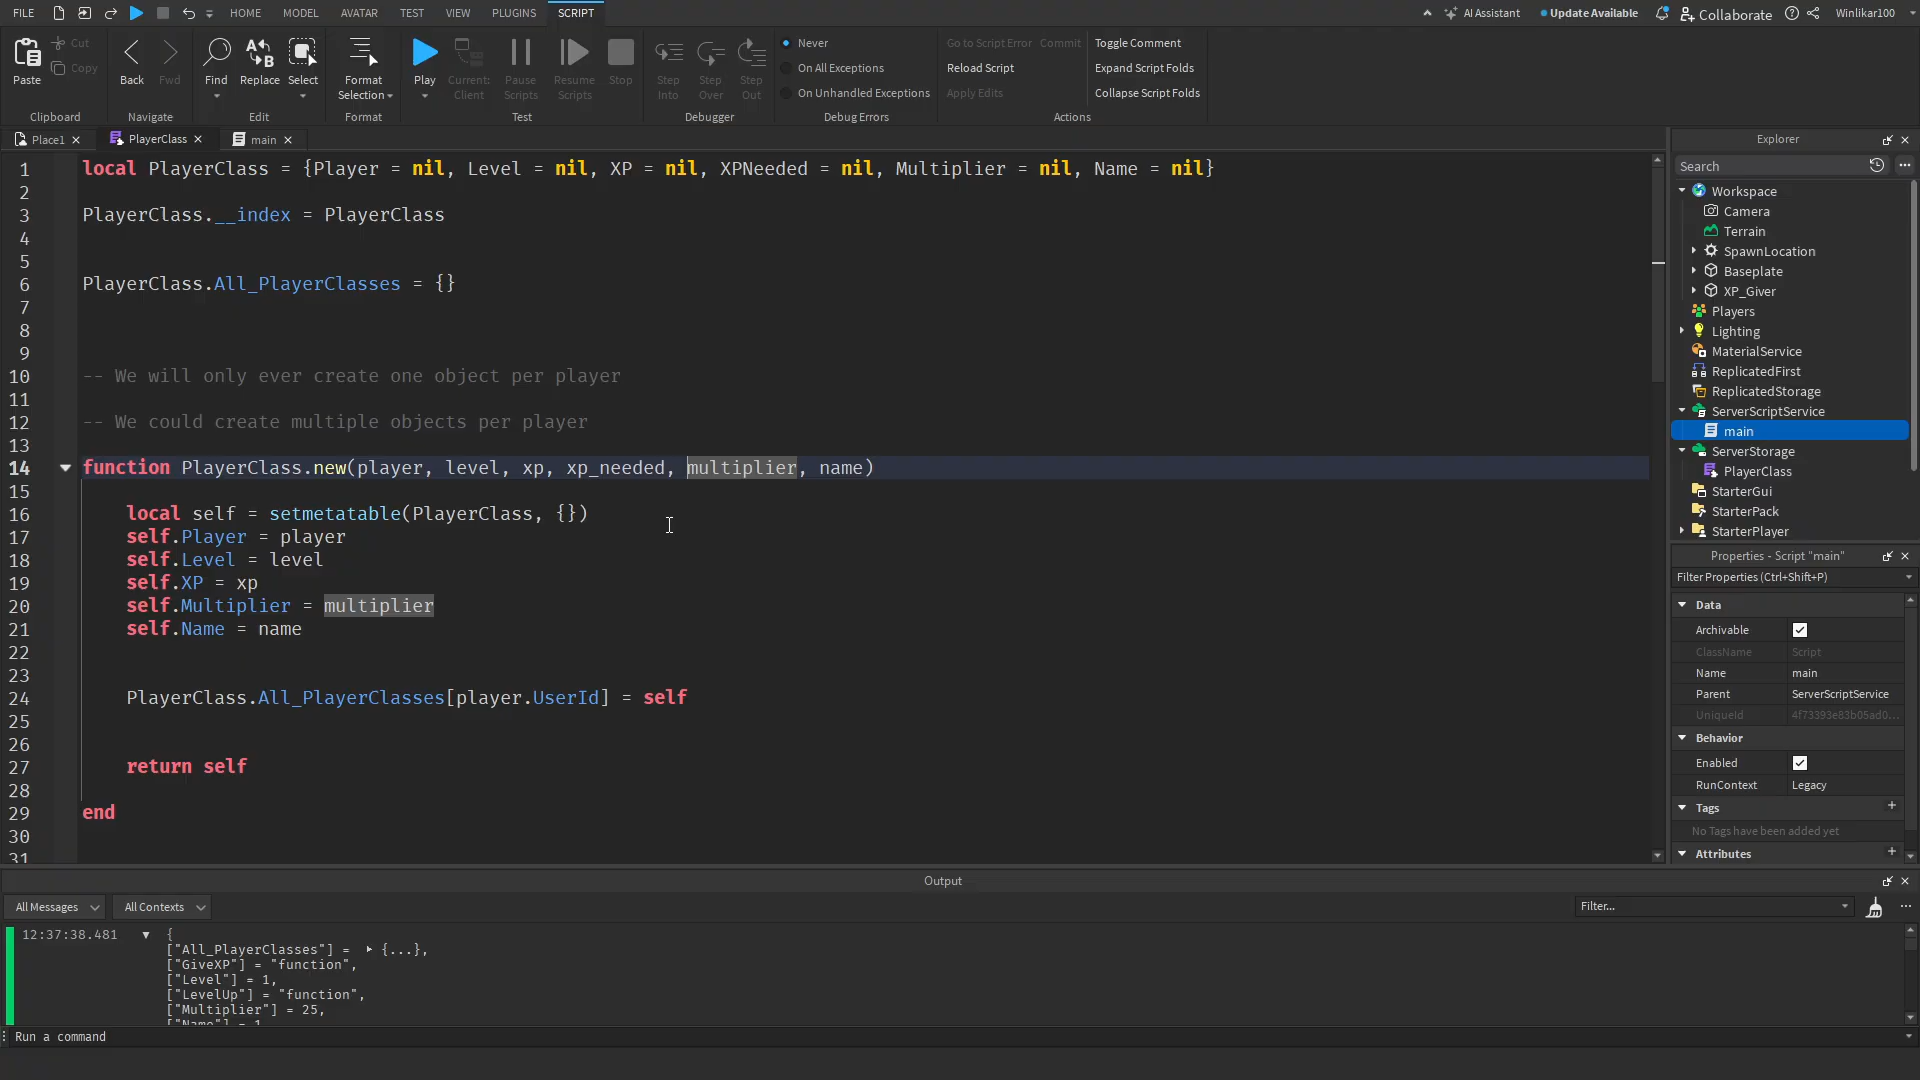 FILE HOME MODEL AVATAR TEST VIEW PLUGINS SCRIPT AI Assistant Update Available Collaborate Winlikar100
Paste Cut Copy Back Fwd Find Replace Select Format Selection Play Current: Client Pause Scripts Resume Scripts Stop Step Into Step Over Step Out Never On All Exceptions On Unhandled Exceptions Go to Script Error Commit Reload Script Apply Edits Toggle Comment Expand Script Folds Collapse Script Folds
Clipboard Navigate Edit Format Test Debugger Debug Errors Actions
Place1 PlayerClass main
1 local PlayerClass = {Player = nil, Level = nil, XP = nil, XPNeeded = nil, Multiplier = nil, Name = nil}
2
3 PlayerClass.__index = PlayerClass
4
5
6 PlayerClass.All_PlayerClasses = {}
7
8
9
10 -- We will only ever create one object per player
11
12 -- We could create multiple objects per player
13
14 function PlayerClass.new(player, level, xp, xp_needed, multiplier, name)
15
16 local self = setmetatable(PlayerClass, {})
17 self.Player = player
18 self.Level = level
19 self.XP = xp
20 self.Multiplier = multiplier
21 self.Name = name
22
23
24 PlayerClass.All_PlayerClasses[player.UserId] = self
25
26
27 return self
28
29 end
30
31
Explorer
Search
Workspace
Camera
Terrain
SpawnLocation
Baseplate
XP_Giver
Players
Lighting
MaterialService
ReplicatedFirst
ReplicatedStorage
ServerScriptService
main
ServerStorage
PlayerClass
StarterGui
StarterPack
StarterPlayer
Properties - Script "main"
Filter Properties (Ctrl+Shift+P)
Data
Archivable
ClassName Script
Name main
Parent ServerScriptService
UniqueId 4f73393e83b05ad0...
Behavior
Enabled
RunContext Legacy
Tags
No Tags have been added yet
Attributes
Output
All Messages All Contexts Filter...
12:37:38.481 {
["All_PlayerClasses"] = {...},
["GiveXP"] = "function",
["Level"] = 1,
["LevelUp"] = "function",
["Multiplier"] = 25,
["Name"] = 1
Run a command